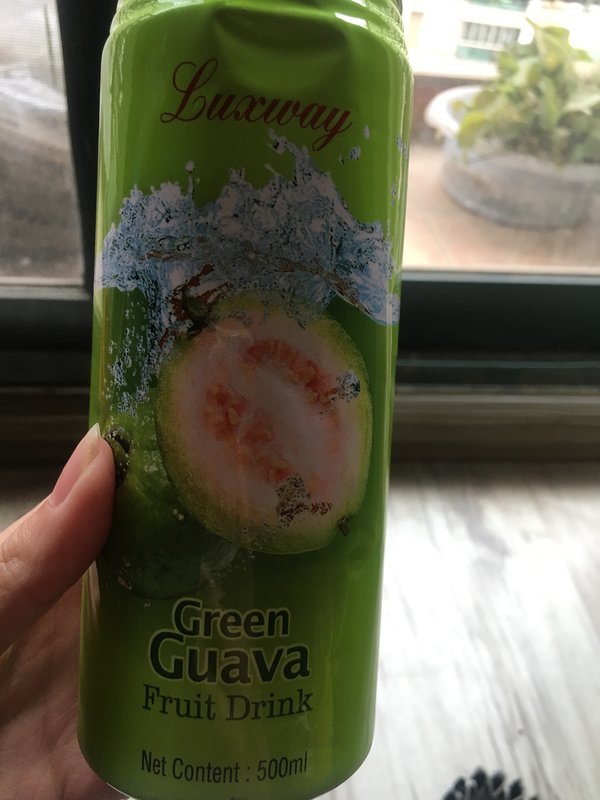 Luxway
Green
Guava
Fruit Drink
Net Content : 500ml